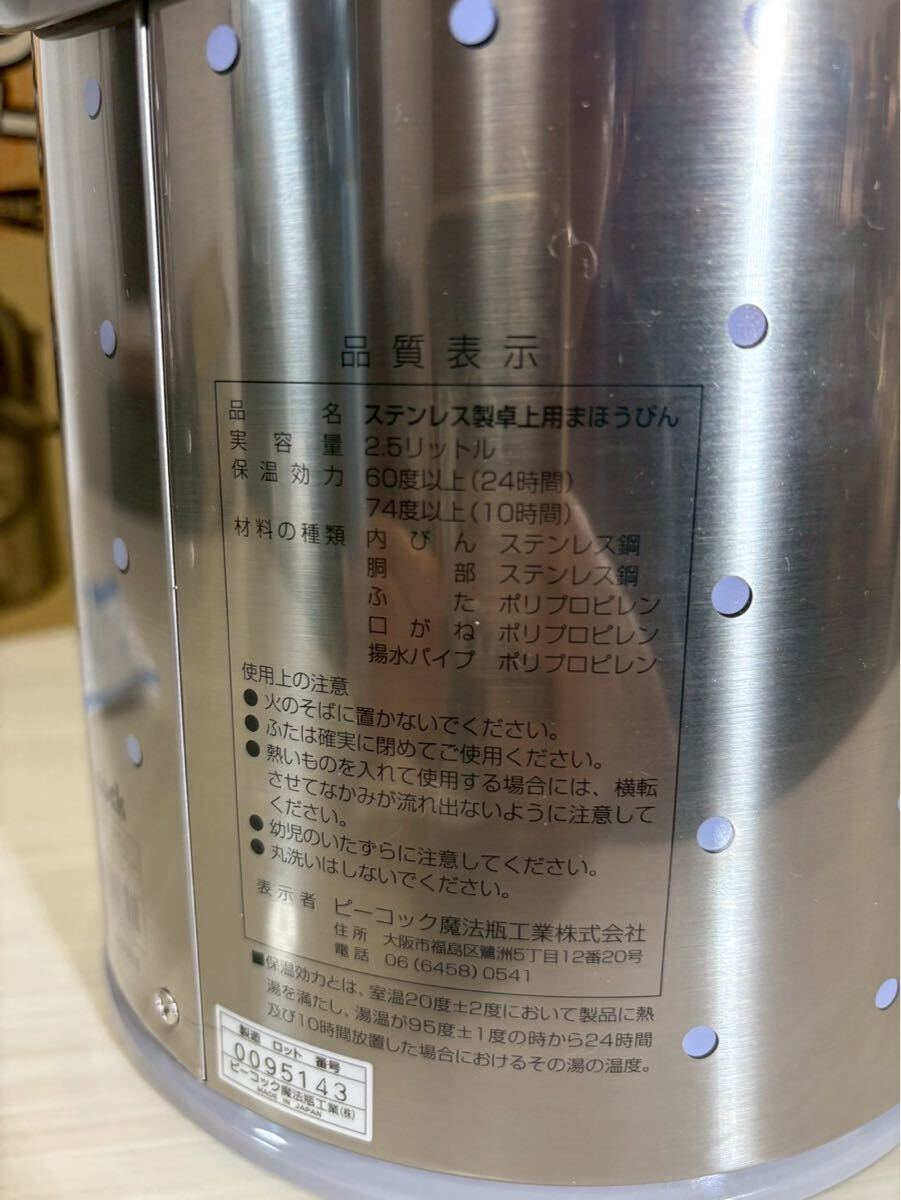 品質表示
品名 ステンレス製卓上用まほうびん
実容量 2.5リットル
保温効力 60度以上(24時間)
74度以上(10時間)
材料の種類 内びん ステンレス鋼
胴部 ステンレス鋼
ふた ポリプロピレン
口がね ポリプロピレン
揚水パイプ ポリプロピレン
使用上の注意
●火のそばに置かないでください。
●ふたは確実に閉めてご使用ください。
●熱いものを入れて使用する場合には、横転
させてなかみが流れ出ないように注意して
ください。
●幼児のいたずらに注意してください。
●丸洗いはしないでください。
表示者 ピーコック魔法瓶工業株式会社
住所 大阪市福島区鷺洲5丁目12番20号
電話 06(6458)0541
■保温効力とは、室温20度±2度において製品に熱
湯を満たし、湯温が95度±1度の時から24時間
及び10時間放置した場合におけるその湯の温度。
製造 ロット 番号
0095143
ピーコック魔法瓶工業(株)
MADE IN JAPAN